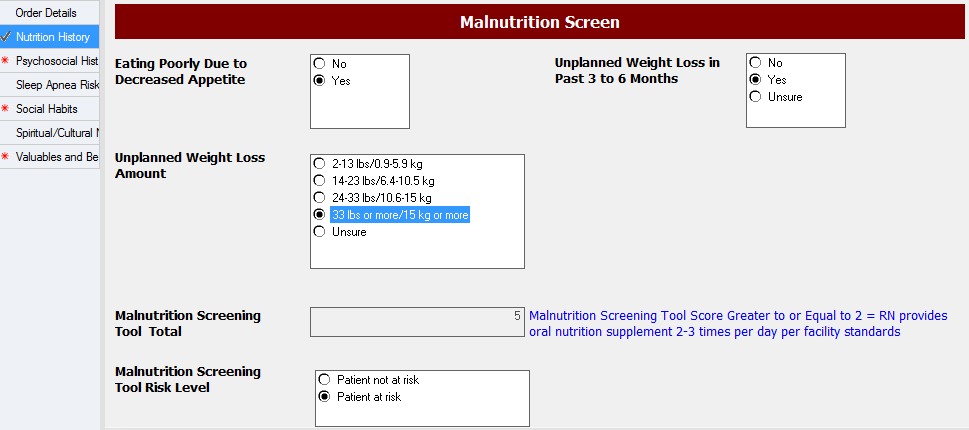 Order Details
Nutrition History
Psychosocial Hist
Sleep Apnea Risk
Social Habits
Spiritual/Cultural N
Valuables and Be
Malnutrition Screen
Eating Poorly Due to
Decreased Appetite
No
Yes
Unplanned Weight Loss in
Past 3 to 6 Months
No
Yes
Unsure
Unplanned Weight Loss
Amount
2-13 lbs/0.9-5.9 kg
14-23 lbs/6.4-10.5 kg
24-33 lbs/10.6-15 kg
33 lbs or more/15 kg or more
Unsure
Malnutrition Screening
Tool Total
5
Malnutrition Screening Tool Score Greater to or Equal to 2 = RN provides
oral nutrition supplement 2-3 times per day per facility standards
Malnutrition Screening
Tool Risk Level
Patient not at risk
Patient at risk